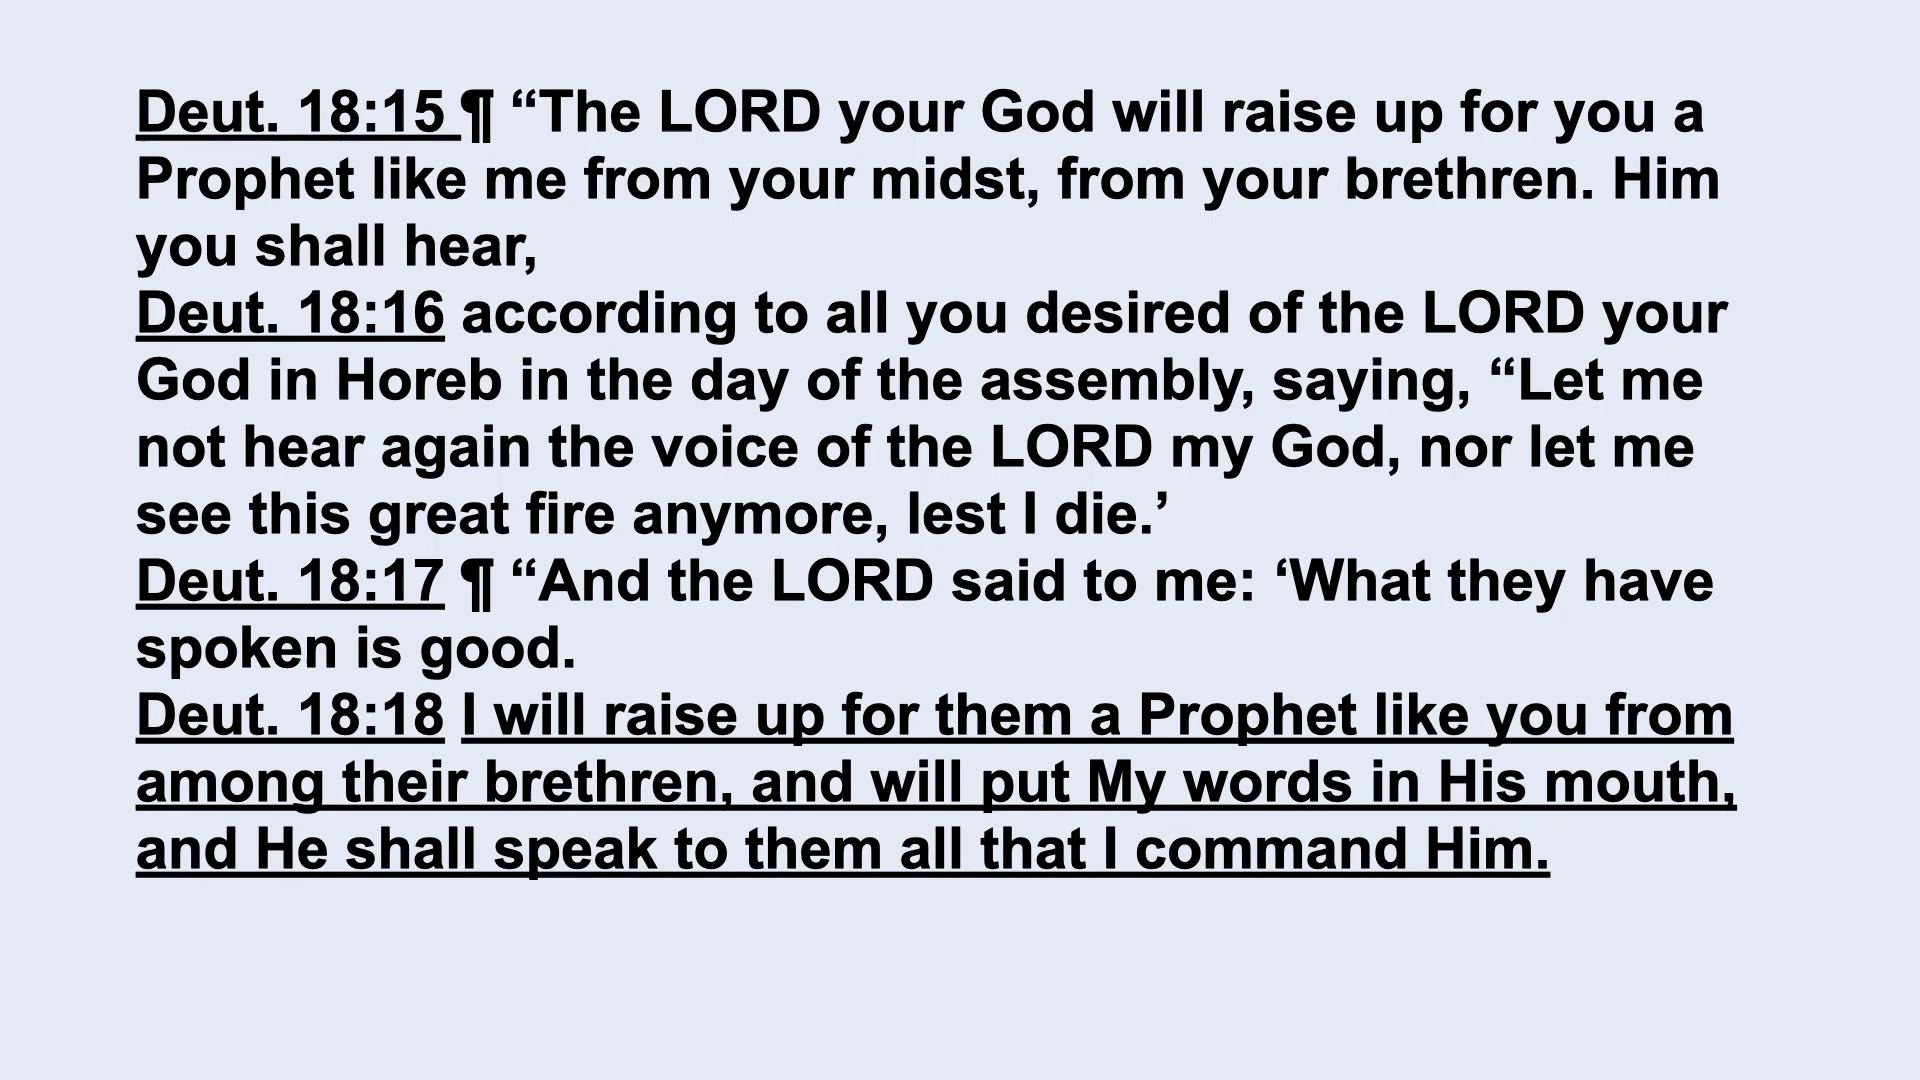 Deut. 18:15 ¶ “The LORD your God will raise up for you a
Prophet like me from your midst, from your brethren. Him
you shall hear,
Deut. 18:16 according to all you desired of the LORD your
God in Horeb in the day of the assembly, saying, “Let me
not hear again the voice of the LORD my God, nor let me
see this great fire anymore, lest I die.’
Deut. 18:17 ¶ “And the LORD said to me: ‘What they have
spoken is good.
Deut. 18:18 I will raise up for them a Prophet like you from
among their brethren, and will put My words in His mouth,
and He shall speak to them all that I command Him.